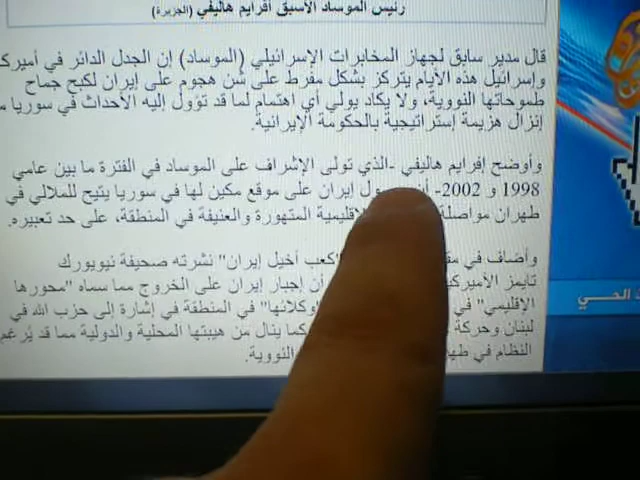 رئيس الموساد الأسبق أفرايم هاليفي (الجزيرة)
قال مدير سابق لجهاز المخابرات الإسرائيلي (الموساد) إن الجدل الدائر في أميركا
وإسرائيل هذه الأيام يتركز بشكل مفرط على شن هجوم على إيران لكبح جماح
طموحاتها النووية، ولا يكاد يولي أي اهتمام لما قد تؤول إليه الأحداث في سوريا
إنزال هزيمة إستراتيجية بالحكومة الإيرانية.
وأوضح إفرايم هاليفي -الذي تولى الإشراف على الموساد في الفترة ما بين عامي
1998 و 2002- إيران على موقع مكين لها في سوريا يتيح للملالي في
طهران مواصلة الإقليمية المتهورة والعنيفة في المنطقة، على حد تعبيره.
وأضاف في "كعب أخيل إيران" نشرته صحيفة نيويورك
تايمز إجبار إيران على الخروج مما سماه "محورها
الإقليمي" في "وكلائها" في المنطقة في إشارة إلى حزب الله في
لبنان وحركة كما ينال من هيبتها المحلية والدولية مما قد يُرغم
النظام في النووية.
الحـــي